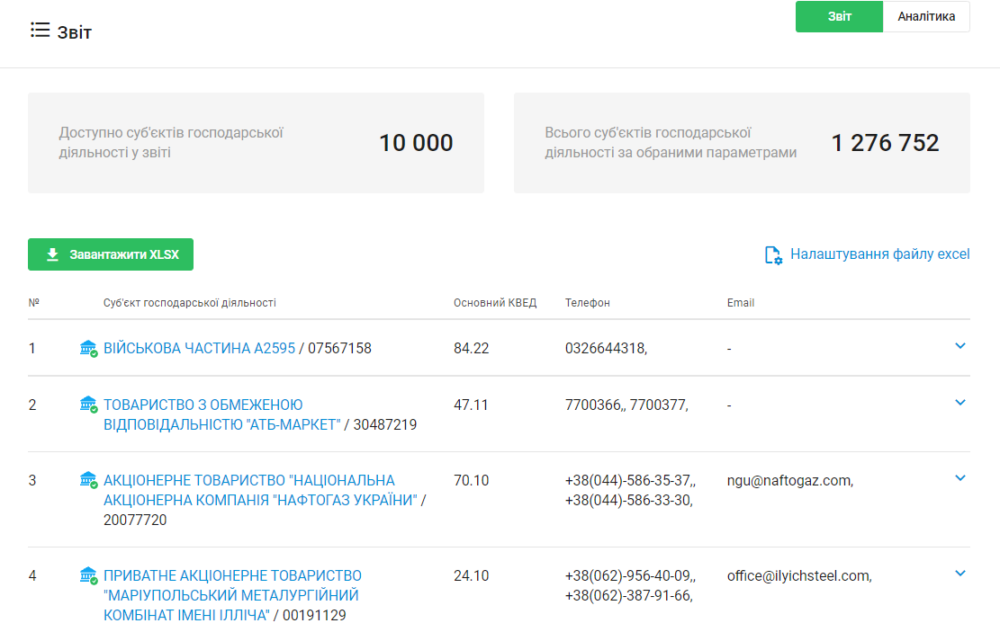 Звіт
Звіт Аналітика
Доступно суб'єктів господарської
діяльності у звіті
10 000
Всього суб'єктів господарської
діяльності за обраними параметрами
1 276 752
Завантажити XLSX
Налаштування файлу excel
№ Суб'єкт господарської діяльності Основний КВЕД Телефон Email
1 ВІЙСЬКОВА ЧАСТИНА А2595 / 07567158 84.22 0326644318, -
2 ТОВАРИСТВО З ОБМЕЖЕНОЮ 47.11 7700366,, 7700377, -
ВІДПОВІДАЛЬНІСТЮ "АТБ-МАРКЕТ" / 30487219
3 АКЦІОНЕРНЕ ТОВАРИСТВО "НАЦІОНАЛЬНА 70.10 +38(044)-586-35-37,, ngu@naftogaz.com,
АКЦІОНЕРНА КОМПАНІЯ "НАФТОГАЗ УКРАЇНИ" / +38(044)-586-33-30,
20077720
4 ПРИВАТНЕ АКЦІОНЕРНЕ ТОВАРИСТВО 24.10 +38(062)-956-40-09,, office@ilyichsteel.com,
"МАРІУПОЛЬСЬКИЙ МЕТАЛУРГІЙНИЙ +38(062)-387-91-66,
КОМБІНАТ ІМЕНІ ІЛЛІЧА" / 00191129